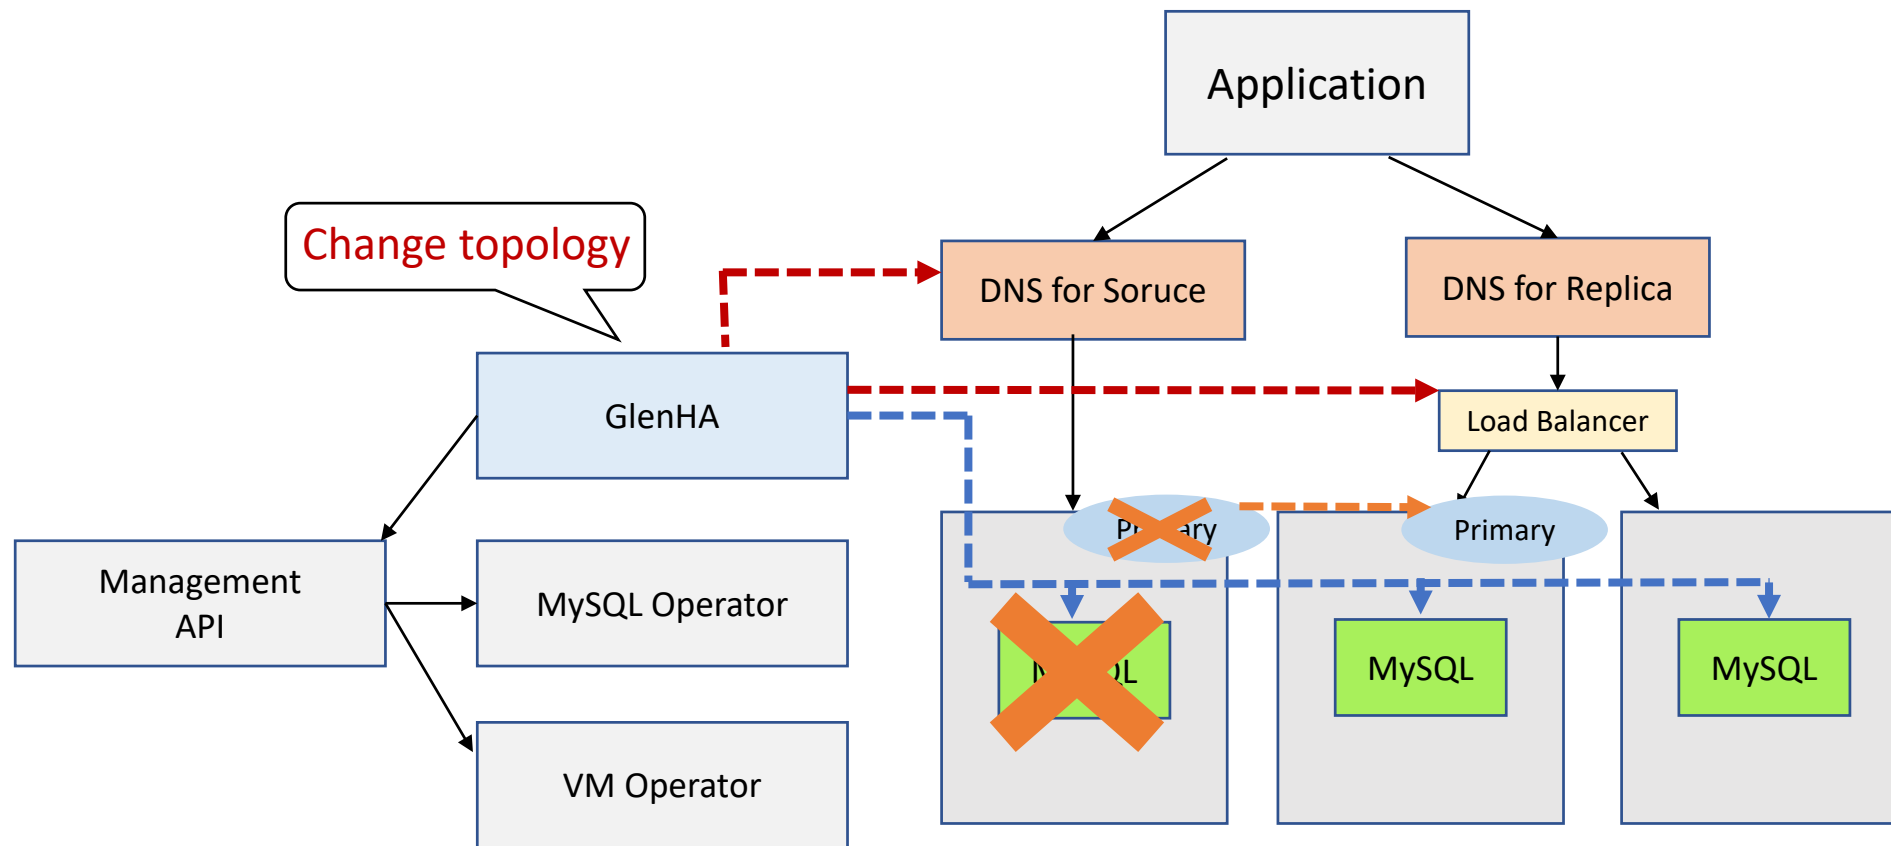 Application
Change topology
DNS for Soruce
DNS for Replica
GlenHA
Load Balancer
Primary
Management
API
MySQL Operator
MySQL
MySQL
VM Operator